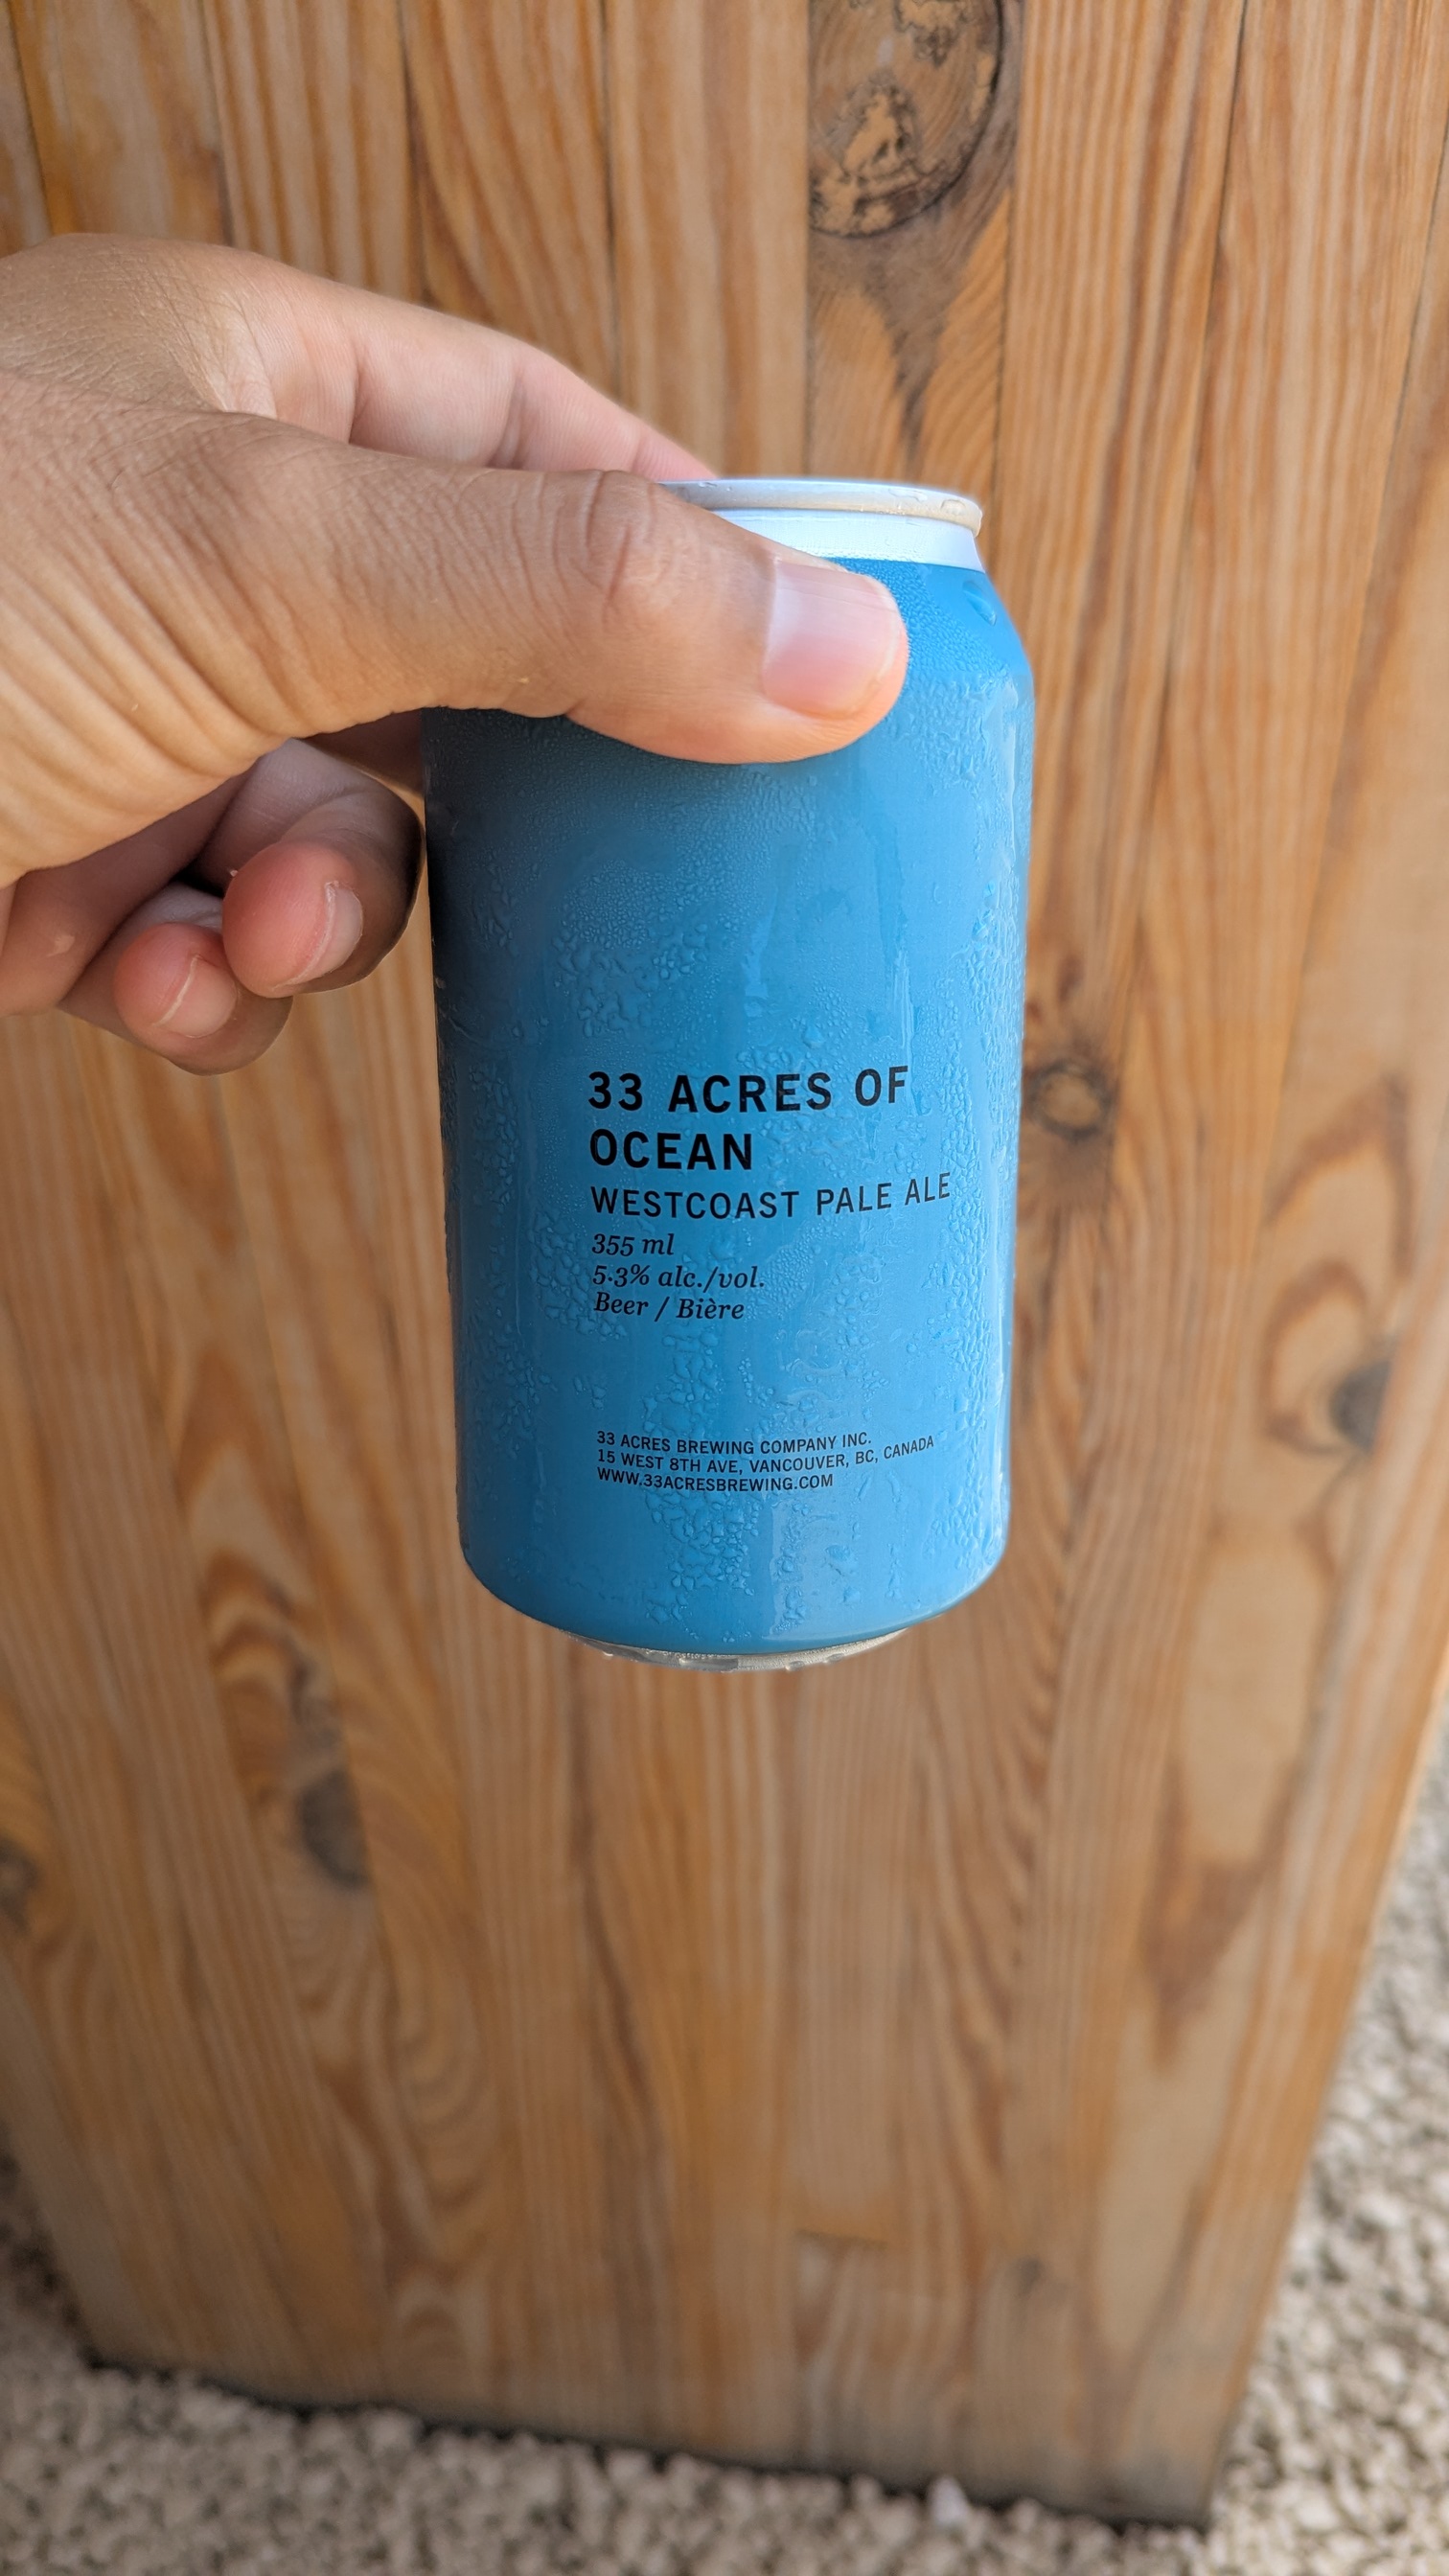 33 ACRES OF
OCEAN
WESTCOAST PALE ALE
355 ml
5.3% alc./vol.
Beer / Bière
33 ACRES BREWING COMPANY INC.
15 WEST 8TH AVE, VANCOUVER, BC, CANADA
WWW.33ACRESBREWING.COM